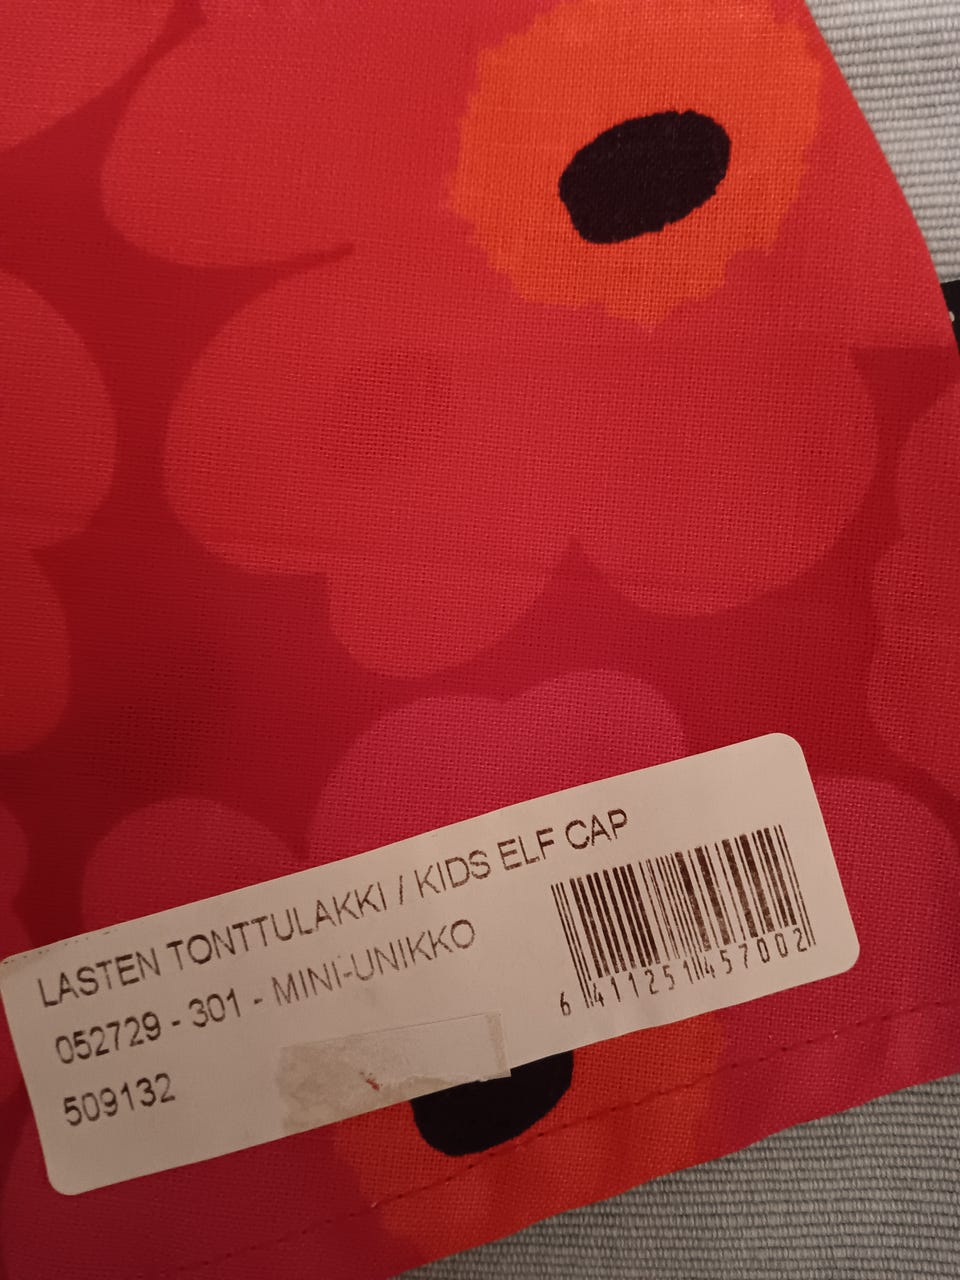 LASTEN TONTTULAKKI / KIDS ELF CAP
052729 - 301 - MINI-UNIKKO
509132
6 411251 457002